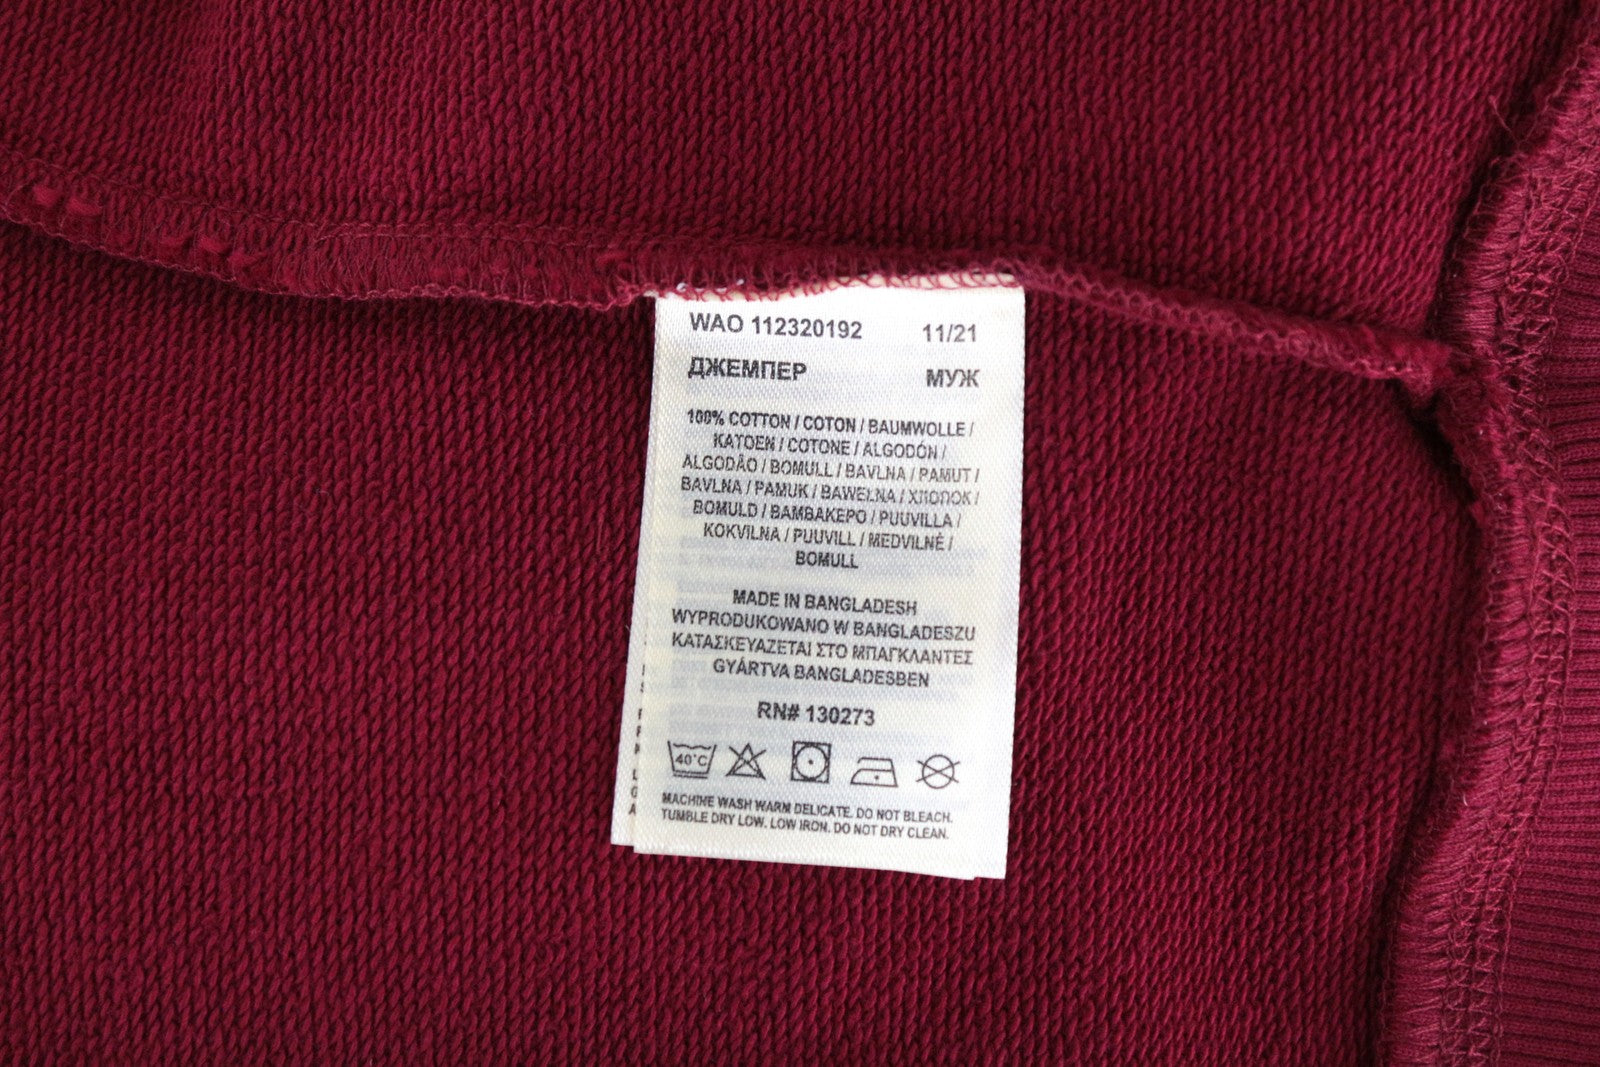 WAO 112320192 11/21
ДЖЕМПЕР МУЖ
100% COTTON / COTON / BAUMWOLLE /
KATOEN / COTONE / ALGODÓN /
ALGODÃO / BOMULL / BAVLNA / PAMUT /
BAVLNA / PAMUK / BAWEŁNA / ХЛОПОК /
BOMULD / ΒΑΜΒΑΚΕΡΟ / PUUVILLA /
KOKVILNA / PUUVILL / MEDVILNĖ /
BOMULL
MADE IN BANGLADESH
WYPRODUKOWANO W BANGLADESZU
ΚΑΤΑΣΚΕΥΑΖΕΤΑΙ ΣΤΟ ΜΠΑΓΚΛΑΝΤΕΣ
GYÁRTVA BANGLADESBEN
RN# 130273
40°C
MACHINE WASH WARM DELICATE. DO NOT BLEACH.
TUMBLE DRY LOW. LOW IRON. DO NOT DRY CLEAN.